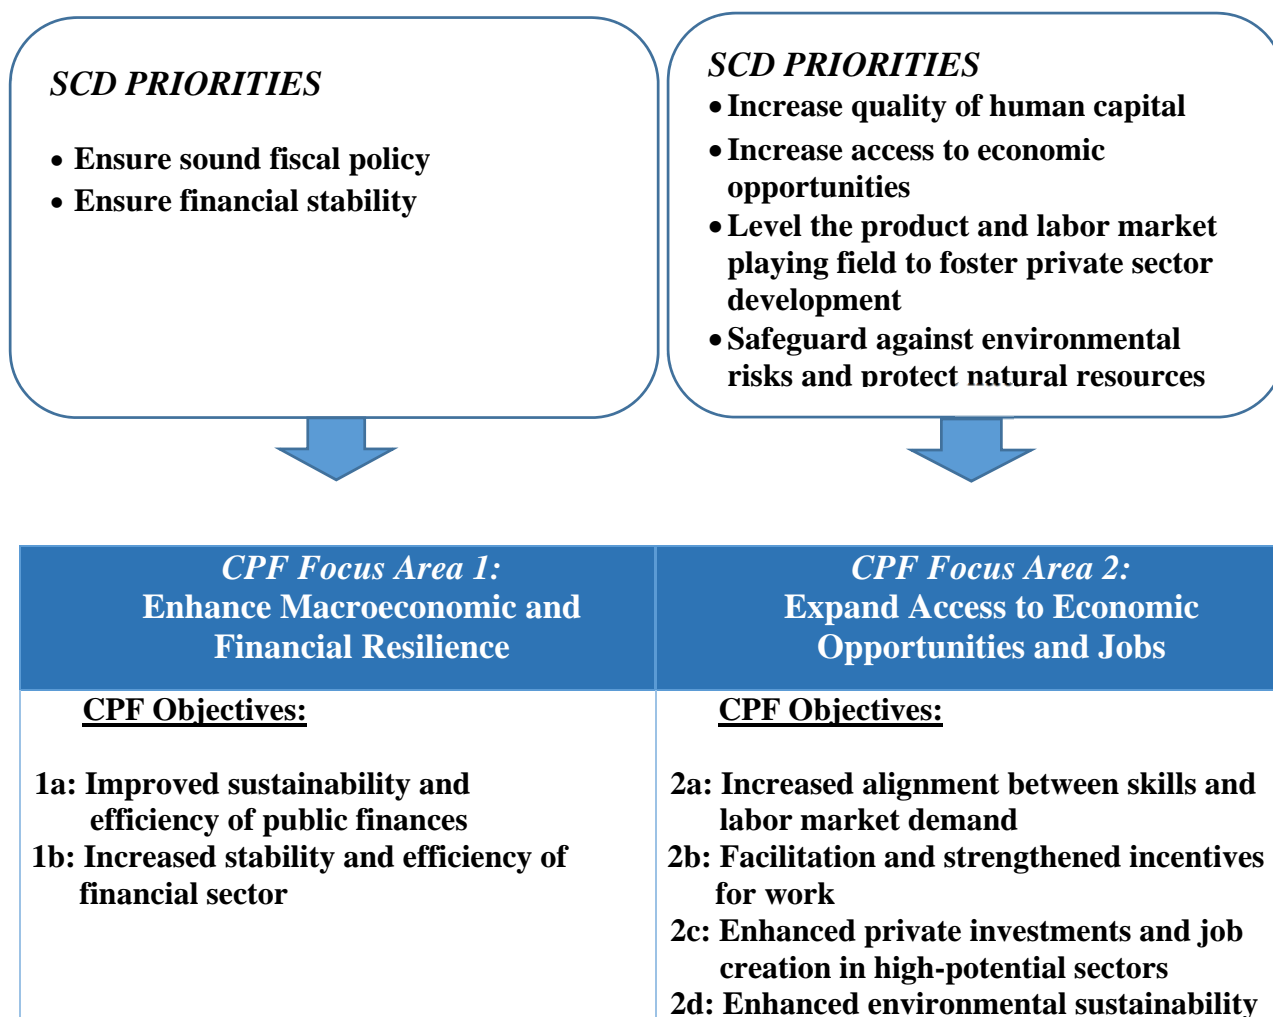 SCD PRIORITIES
• Ensure sound fiscal policy
• Ensure financial stability
SCD PRIORITIES
• Increase quality of human capital
• Increase access to economic
opportunities
• Level the product and labor market
playing field to foster private sector
development
• Safeguard against environmental
risks and protect natural resources
CPF Focus Area 1:
Enhance Macroeconomic and
Financial Resilience
CPF Objectives:
1a: Improved sustainability and
efficiency of public finances
1b: Increased stability and efficiency of
financial sector
CPF Focus Area 2:
Expand Access to Economic
Opportunities and Jobs
CPF Objectives:
2a: Increased alignment between skills and
labor market demand
2b: Facilitation and strengthened incentives
for work
2c: Enhanced private investments and job
creation in high-potential sectors
2d: Enhanced environmental sustainability